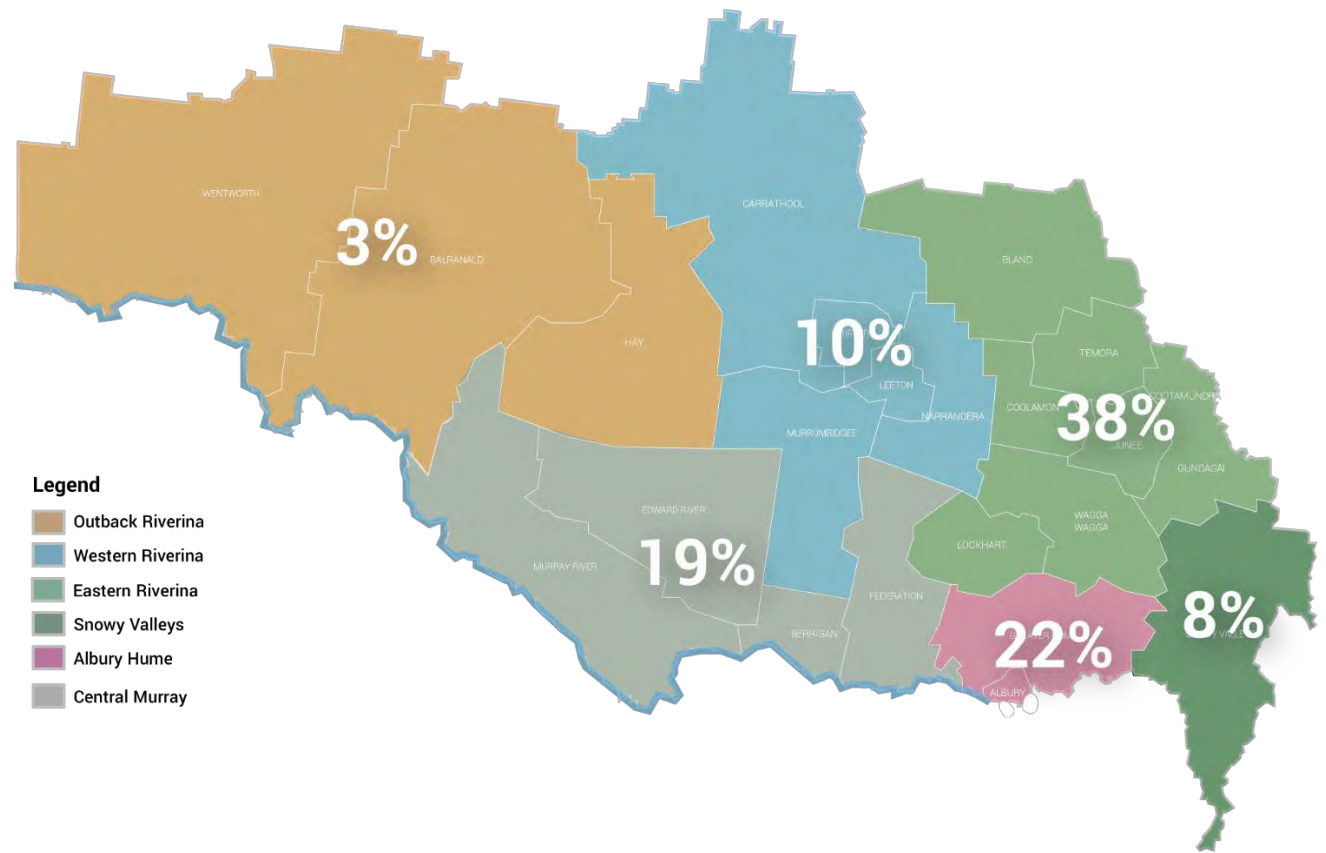 WENTWORTH
CARRATHOOL
3%
BALRANALD
BLAND
10%
HAY
TEMORA
LEETON
COOLAMON
NARRANDERA
38%
MURRUMBIDGEE
JUNEE
GUNDAGAI
Legend
Outback Riverina
Western Riverina
Eastern Riverina
Snowy Valleys
Albury Hume
Central Murray
EDWARD RIVER
WAGGA
WAGGA
LOCKHART
19%
MURRAY RIVER
FEDERATION
8%
BERRIGAN
22%
ALBURY